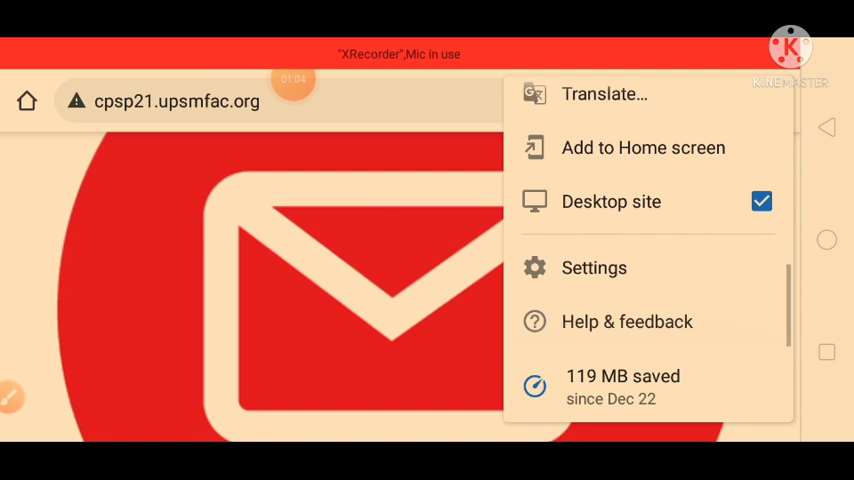 "XRecorder",Mic in use
01:04
K
KINEMASTER
cpsp21.upsmfac.org
Translate...
Add to Home screen
Desktop site
Settings
Help & feedback
119 MB saved
since Dec 22